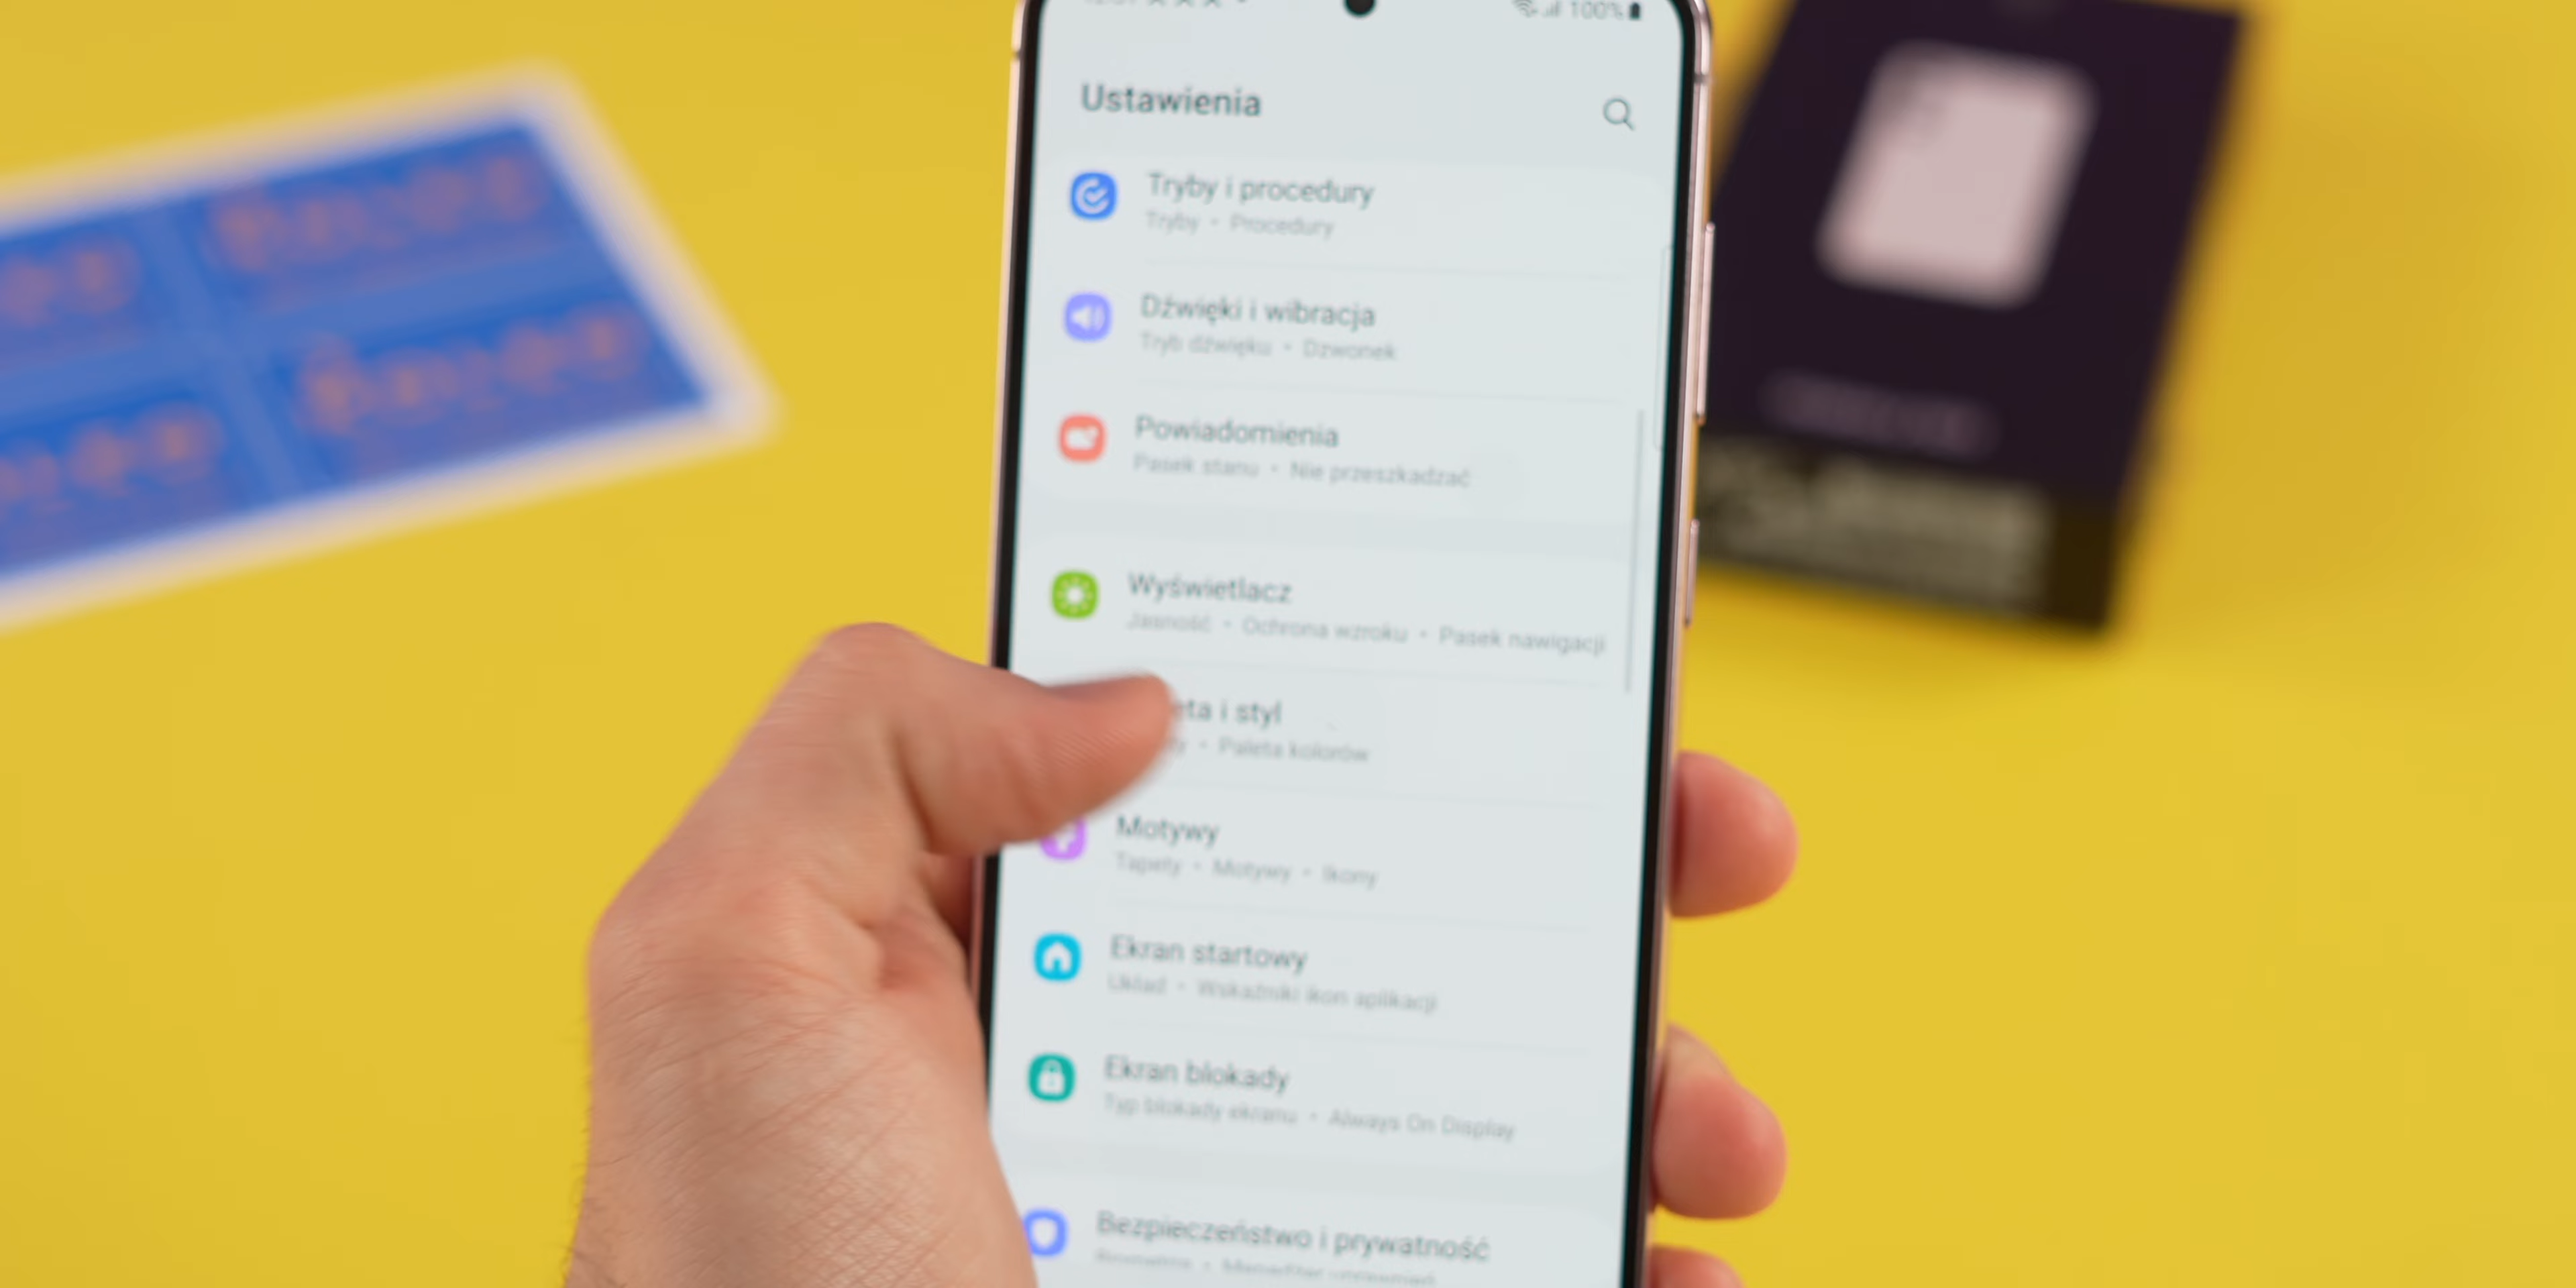 100%
Ustawienia
Tryby i procedury
Tryby • Procedury
Dźwięki i wibracja
Tryb dźwięku • Dzwonek
Powiadomienia
Pasek stanu • Nie przeszkadzać
Wyświetlacz
Jasność • Ochrona wzroku • Pasek nawigacji
i styl
• Paleta kolorów
Motywy
Tapety • Motywy • Ikony
Ekran startowy
Układ • Wskaźniki ikon aplikacji
Ekran blokady
Typ blokady ekranu • Always On Display
Bezpieczeństwo i prywatność